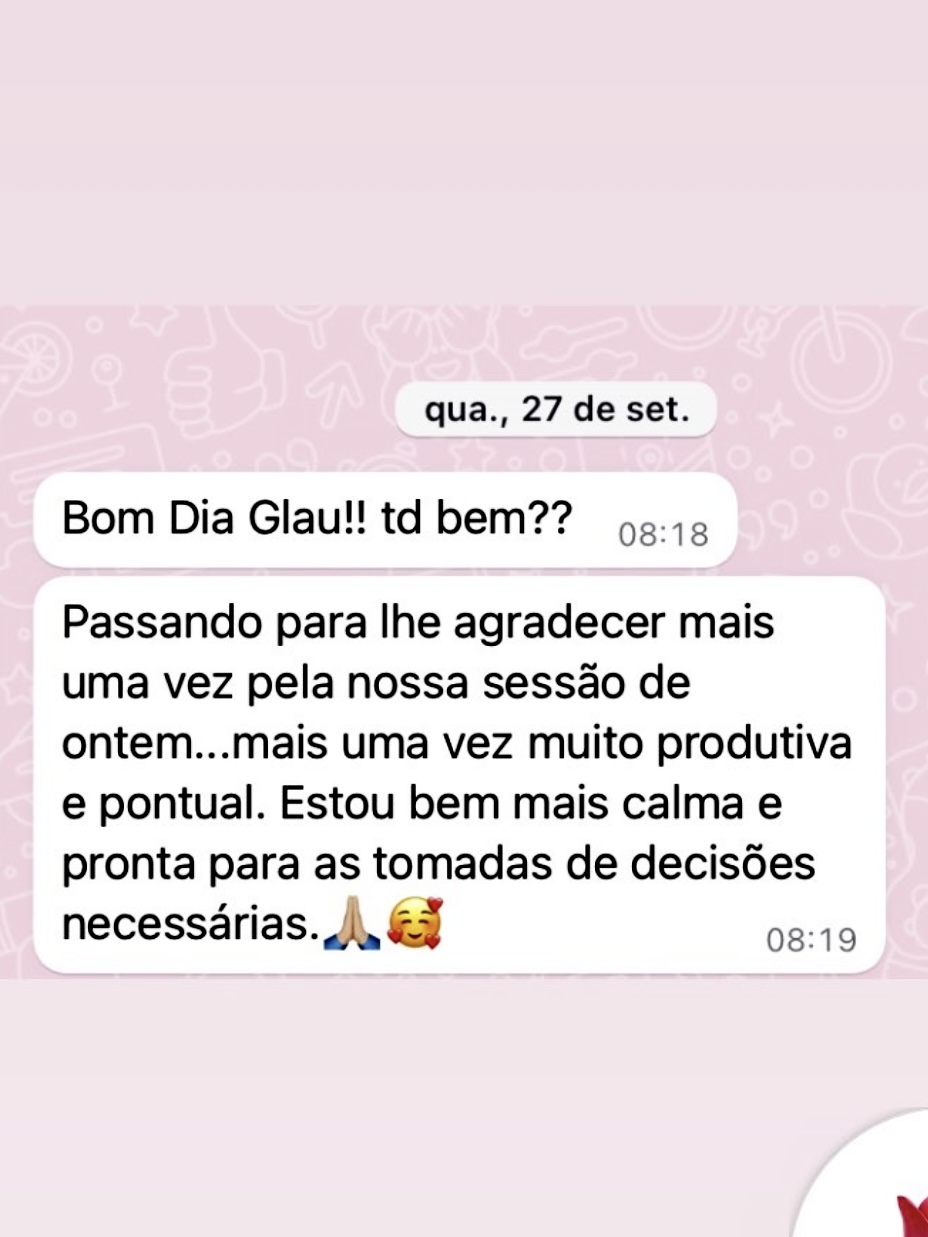 qua., 27 de set.
Bom Dia Glau!! td bem??
08:18
Passando para lhe agradecer mais
uma vez pela nossa sessão de
ontem...mais uma vez muito produtiva
e pontual. Estou bem mais calma e
pronta para as tomadas de decisões
necessárias.🙏🏼🥰
08:19